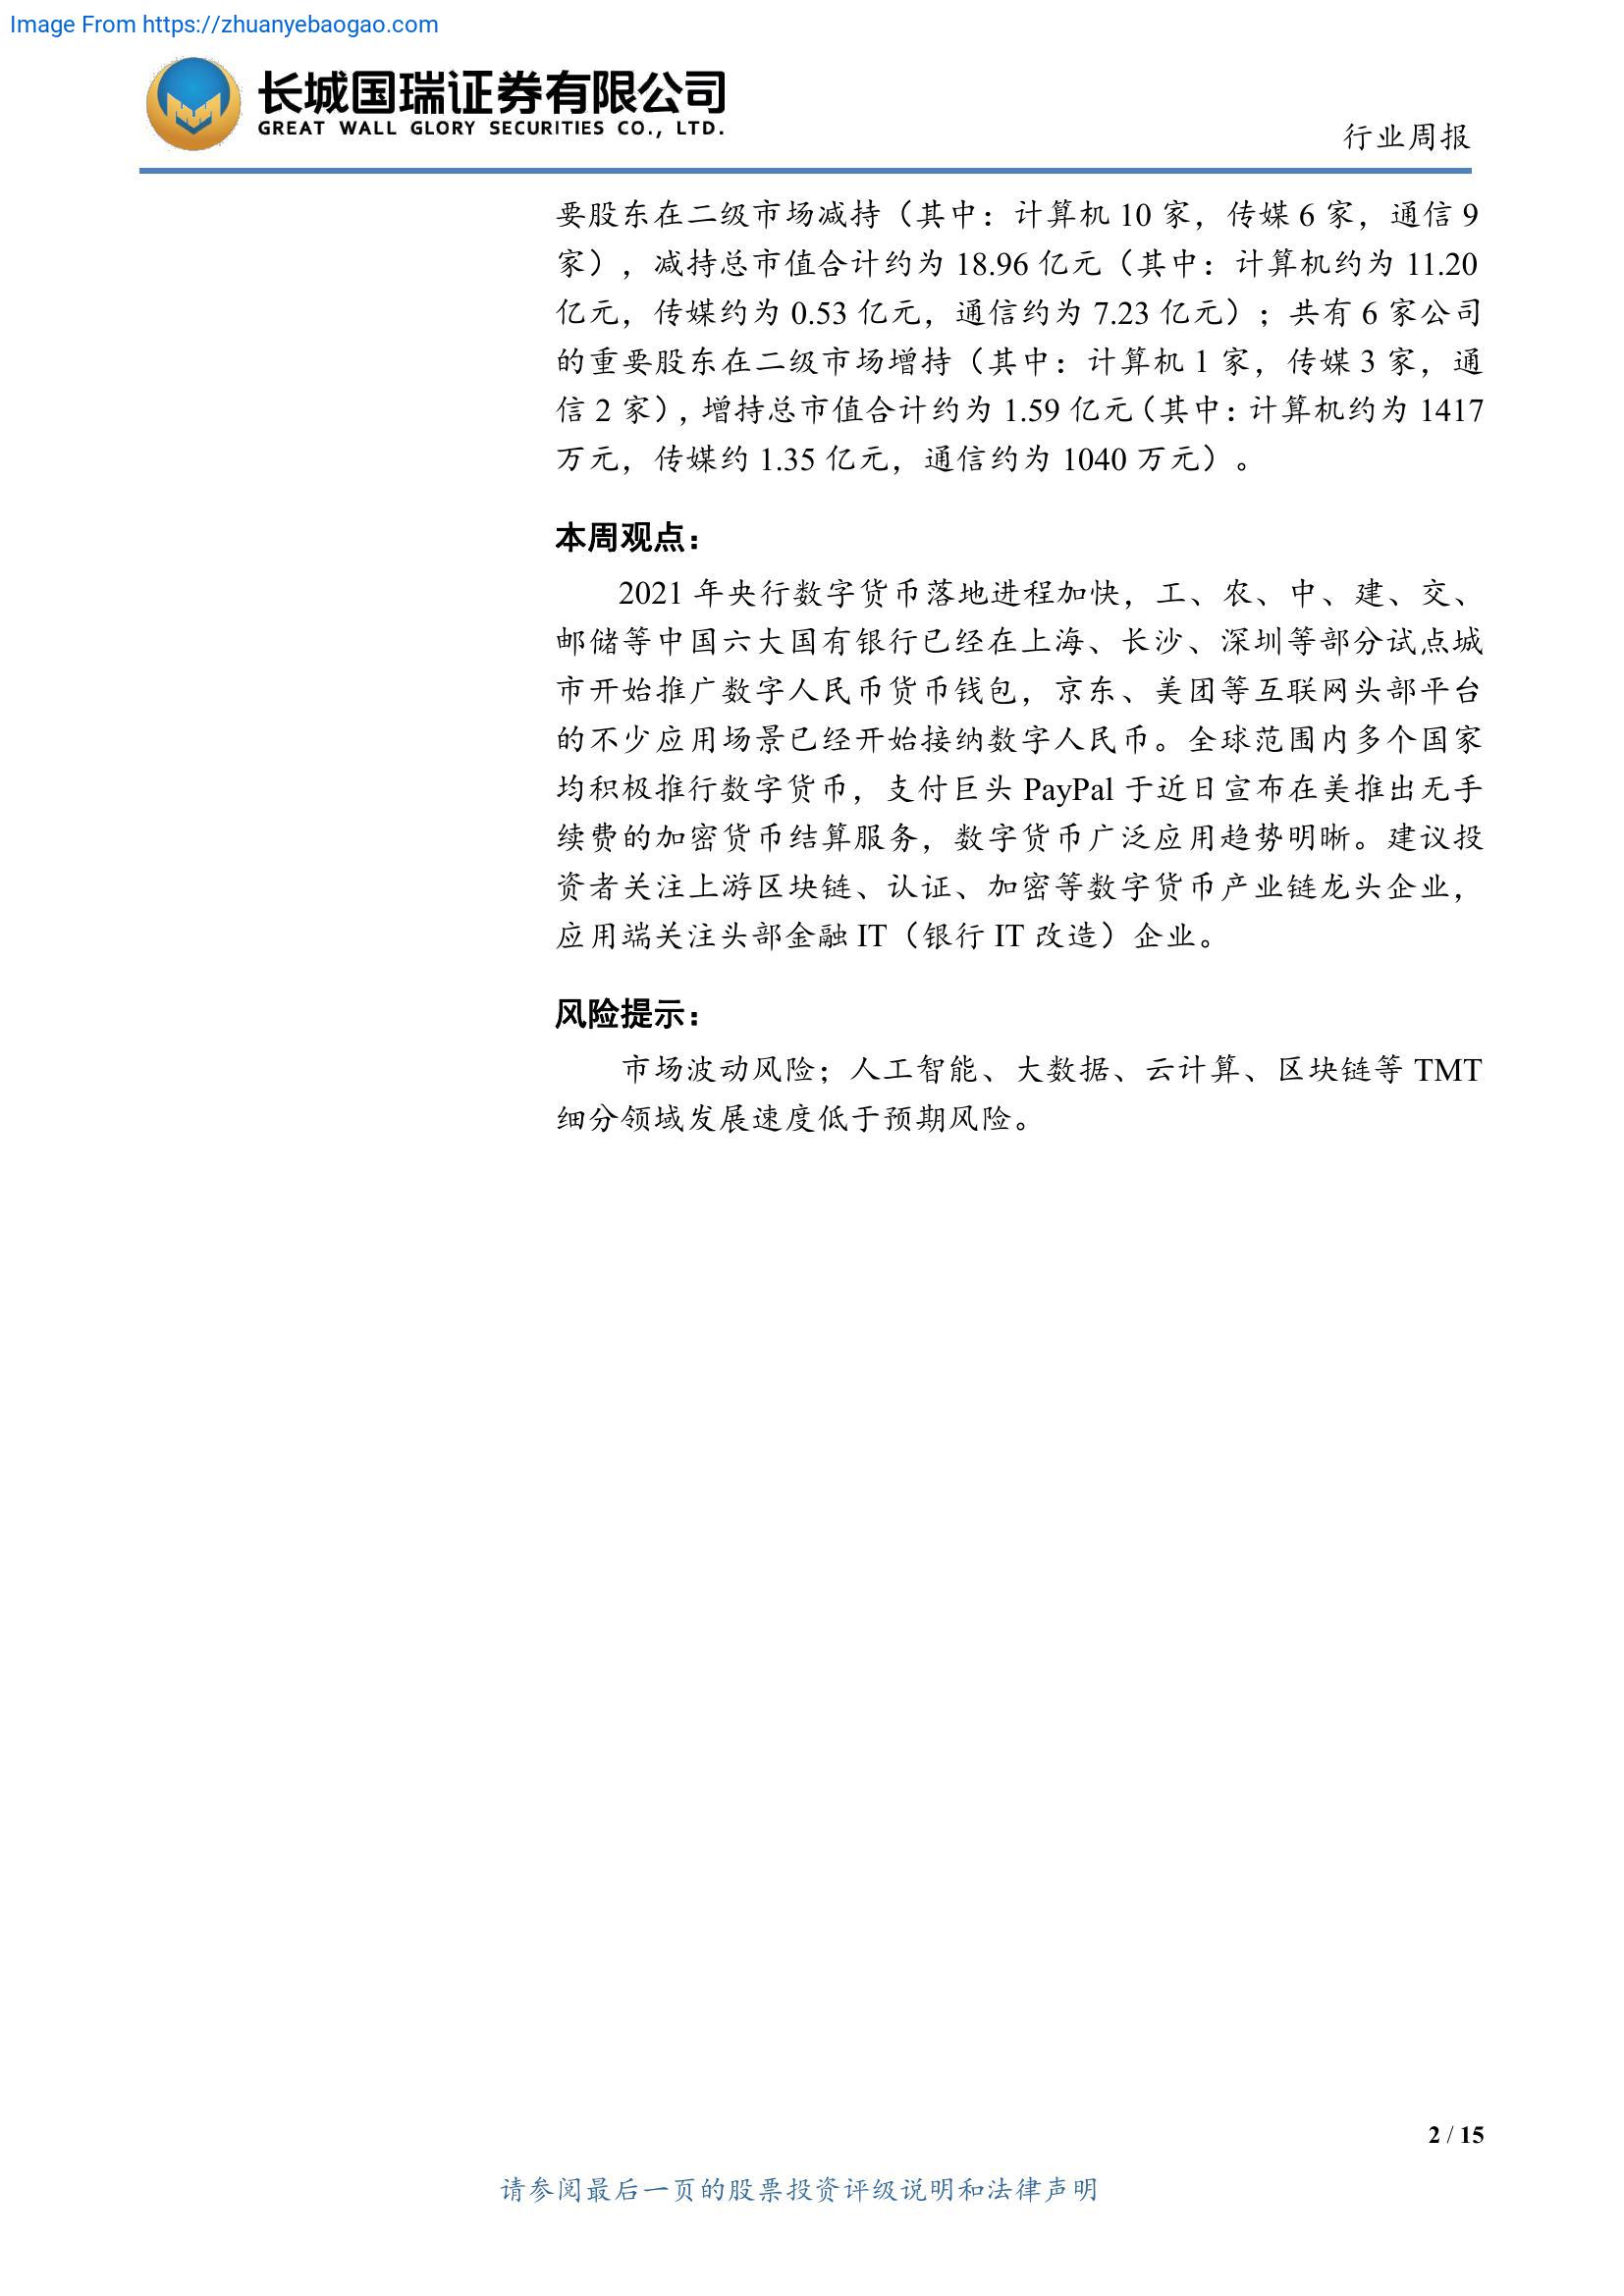 Image From https://zhuanyebaogao.com
长城国瑞证券有限公司
GREAT WALL GLORY SECURITIES CO., LTD.
行业周报
要股东在二级市场减持（其中：计算机 10 家，传媒 6 家，通信 9
家），减持总市值合计约为 18.96 亿元（其中：计算机约为 11.20
亿元，传媒约为 0.53 亿元，通信约为 7.23 亿元）；共有 6 家公司
的重要股东在二级市场增持（其中：计算机 1 家，传媒 3 家，通
信 2 家），增持总市值合计约为 1.59 亿元（其中：计算机约为 1417
万元，传媒约 1.35 亿元，通信约为 1040 万元）。
本周观点：
2021 年央行数字货币落地进程加快，工、农、中、建、交、
邮储等中国六大国有银行已经在上海、长沙、深圳等部分试点城
市开始推广数字人民币货币钱包，京东、美团等互联网头部平台
的不少应用场景已经开始接纳数字人民币。全球范围内多个国家
均积极推行数字货币，支付巨头 PayPal 于近日宣布在美推出无手
续费的加密货币结算服务，数字货币广泛应用趋势明晰。建议投
资者关注上游区块链、认证、加密等数字货币产业链龙头企业，
应用端关注头部金融 IT（银行 IT 改造）企业。
风险提示：
市场波动风险；人工智能、大数据、云计算、区块链等 TMT
细分领域发展速度低于预期风险。
2 / 15
请参阅最后一页的股票投资评级说明和法律声明